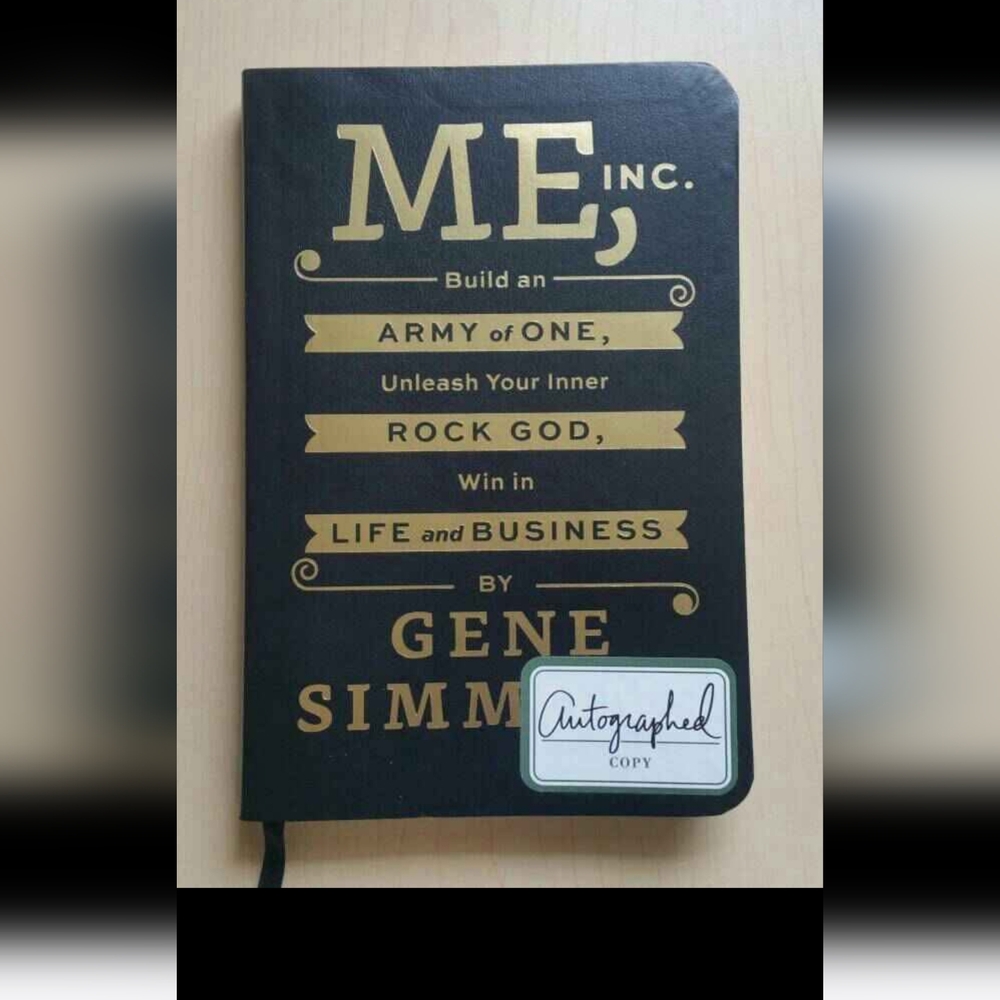 ME, INC.
Build an
ARMY of ONE,
Unleash Your Inner
ROCK GOD,
Win in
LIFE and BUSINESS
BY
GENE
SIMM
Autographed
COPY